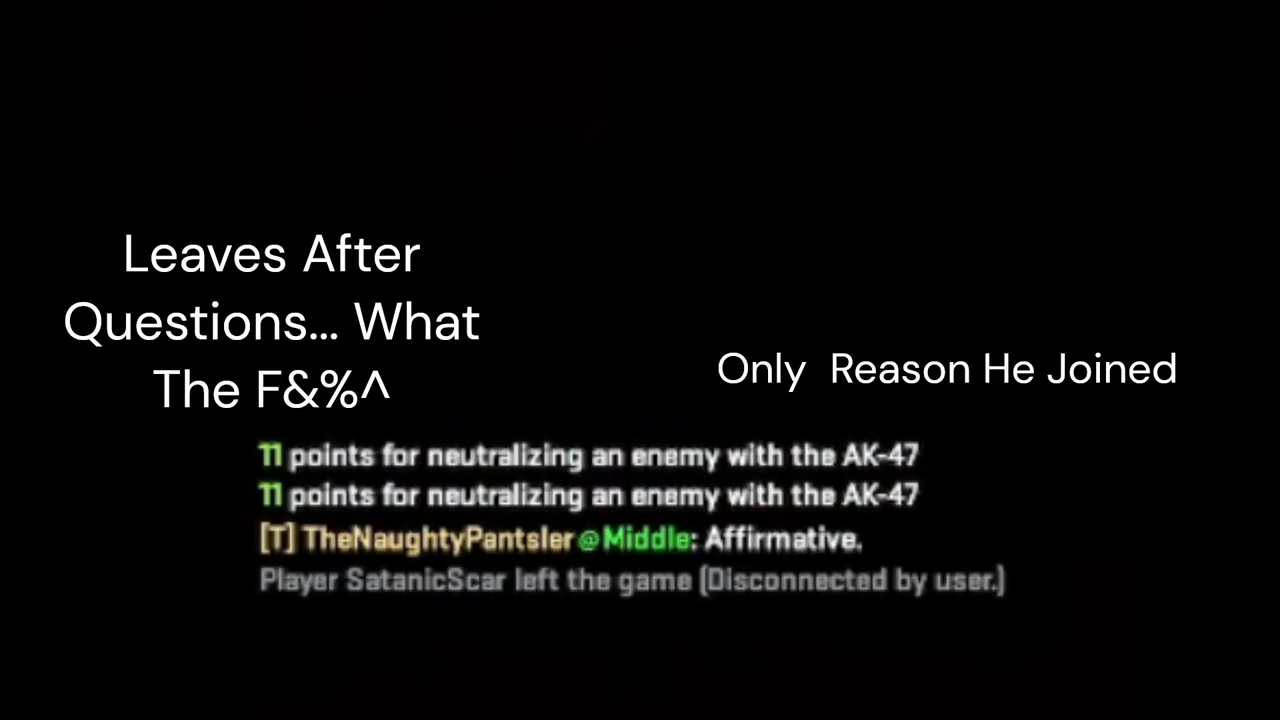 Leaves After
Questions... What
The F&%^
Only Reason He Joined
11 points for neutralizing an enemy with the AK-47
11 points for neutralizing an enemy with the AK-47
[T] TheNaughtyPantsler@Middle: Affirmative.
Player SatanicScar left the game (Disconnected by user.)